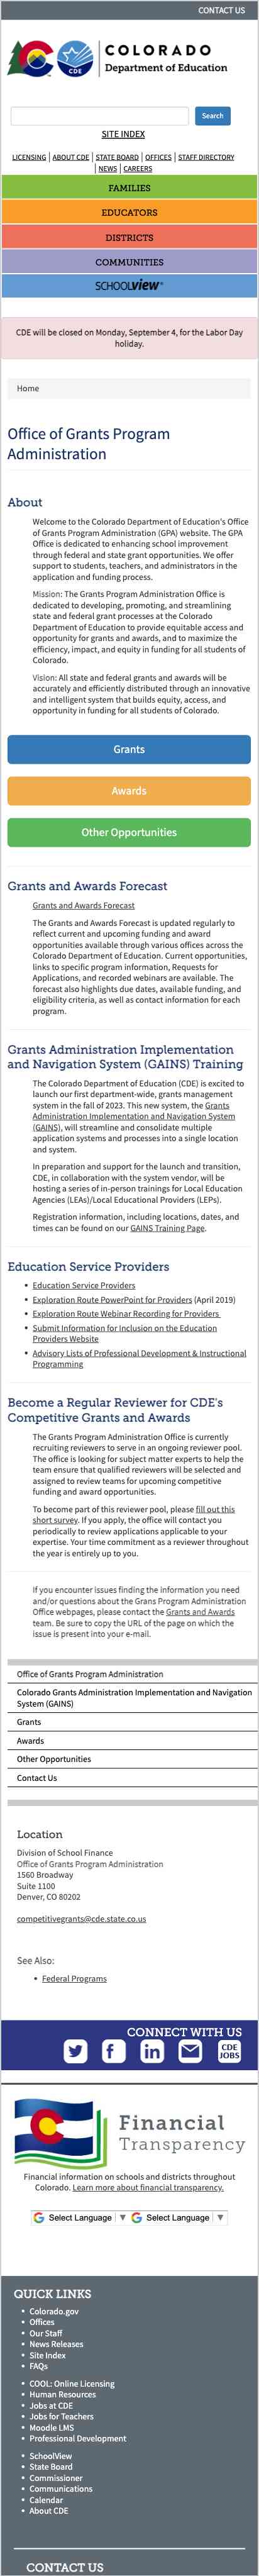 CONTACT US
COLORADO
Department of Education
CDE
Search
SITE INDEX
LICENSING | ABOUT CDE | STATE BOARD | OFFICES | STAFF DIRECTORY
| NEWS | CAREERS
FAMILIES
EDUCATORS
DISTRICTS
COMMUNITIES
SCHOOLVIEW®
CDE will be closed on Monday, September 4, for the Labor Day
holiday.
Home
Office of Grants Program
Administration
About
Welcome to the Colorado Department of Education's Office
of Grants Program Administration (GPA) website. The GPA
Office is dedicated to enhancing school improvement
through federal and state grant opportunities. We offer
support to students, teachers, and administrators in the
application and funding process.
Mission: The Grants Program Administration Office is
dedicated to developing, promoting, and streamlining
state and federal grant processes at the Colorado
Department of Education to provide equitable access and
opportunity for grants and awards, and to maximize the
efficiency, impact, and equity in funding for all students of
Colorado.
Vision: All state and federal grants and awards will be
accurately and efficiently distributed through an innovative
and intelligent system that builds equity, access, and
opportunity in funding for all students of Colorado.
Grants
Awards
Other Opportunities
Grants and Awards Forecast
Grants and Awards Forecast
The Grants and Awards Forecast is updated regularly to
reflect current and upcoming funding and award
opportunities available through various offices across the
Colorado Department of Education. Current opportunities,
links to specific program information, Requests for
Applications, and recorded webinars are available. The
forecast also highlights due dates, available funding, and
eligibility criteria, as well as contact information for each
program.
Grants Administration Implementation
and Navigation System (GAINS) Training
The Colorado Department of Education (CDE) is excited to
launch our first department-wide, grants management
system in the fall of 2023. This new system, the Grants
Administration Implementation and Navigation System
(GAINS), will streamline and consolidate multiple
application systems and processes into a single location
and system.
In preparation and support for the launch and transition,
CDE, in collaboration with the system vendor, will be
hosting a series of in-person trainings for Local Education
Agencies (LEAs)/Local Educational Providers (LEPs).
Registration information, including locations, dates, and
times can be found on our GAINS Training Page.
Education Service Providers
• Education Service Providers
• Exploration Route PowerPoint for Providers (April 2019)
• Exploration Route Webinar Recording for Providers
• Submit Information for Inclusion on the Education
Providers Website
• Advisory Lists of Professional Development & Instructional
Programming
Become a Regular Reviewer for CDE's
Competitive Grants and Awards
The Grants Program Administration Office is currently
recruiting reviewers to serve in an ongoing reviewer pool.
The office is looking for subject matter experts to help the
team ensure that qualified reviewers will be selected and
assigned to review teams for upcoming competitive
funding and award opportunities.
To become part of this reviewer pool, please fill out this
short survey. If you apply, the office will contact you
periodically to review applications applicable to your
expertise. Your time commitment as a reviewer throughout
the year is entirely up to you.
If you encounter issues finding the information you need
and/or questions about the Grans Program Administration
Office webpages, please contact the Grants and Awards
team. Be sure to copy the URL of the page on which the
issue is present into your e-mail.
Office of Grants Program Administration
Colorado Grants Administration Implementation and Navigation
System (GAINS)
Grants
Awards
Other Opportunities
Contact Us
Location
Division of School Finance
Office of Grants Program Administration
1560 Broadway
Suite 1100
Denver, CO 80202
competitivegrants@cde.state.co.us
See Also:
• Federal Programs
CONNECT WITH US
CDE
JOBS
Financial
Transparency
Financial information on schools and districts throughout
Colorado. Learn more about financial transparency.
Select Language ▼ Select Language ▼
QUICK LINKS
• Colorado.gov
• Offices
• Our Staff
• News Releases
• Site Index
• FAQs
• COOL: Online Licensing
• Human Resources
• Jobs at CDE
• Jobs for Teachers
• Moodle LMS
• Professional Development
• SchoolView
• State Board
• Commissioner
• Communications
• Calendar
• About CDE
CONTACT US